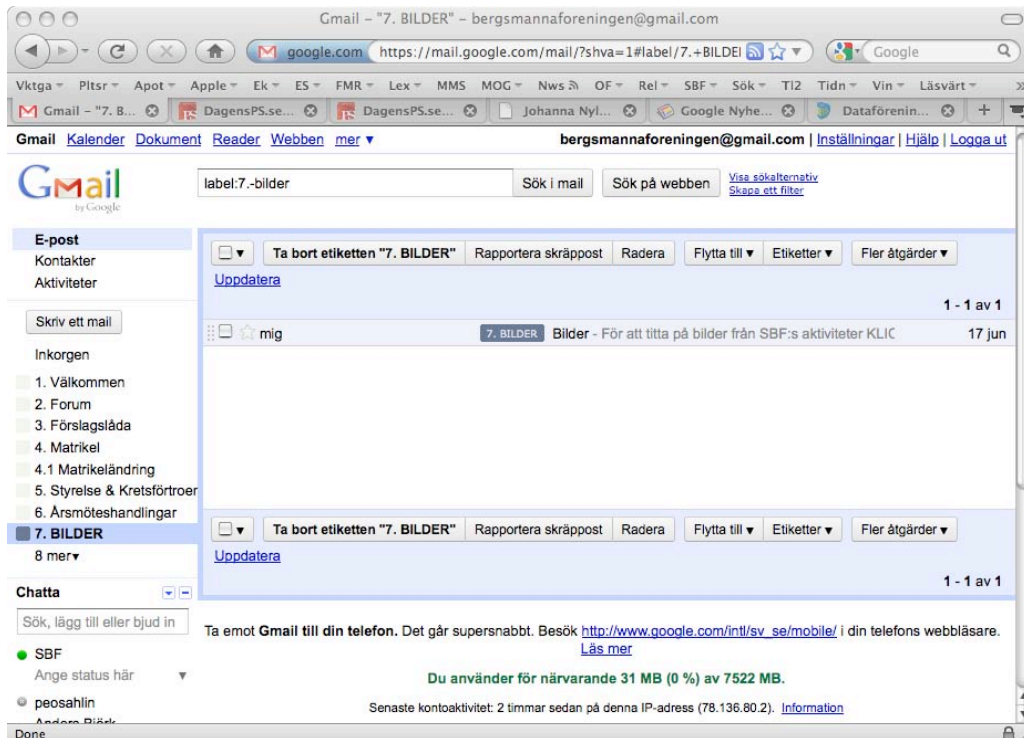 Gmail – "7. BILDER" – bergsmannaforeningen@gmail.com
google.com https://mail.google.com/mail/?shva=1#label/7.+BILDEI Google
Vktga Pltsr Apot Apple Ek ES FMR Lex MMS MOG Nws OF Rel SBF Sök Ti2 Tidn Vin Läsvärt
Gmail – "7. B... DagensPS.se... DagensPS.se... Johanna Nyl... Google Nyhe... Dataförenin...
Gmail Kalender Dokument Reader Webben mer ▼ bergsmannaforeningen@gmail.com | Inställningar | Hjälp | Logga ut
Gmail
by Google
label:7.-bilder Sök i mail Sök på webben Visa sökalternativ
Skapa ett filter
E-post
Kontakter
Aktiviteter
Skriv ett mail
Inkorgen
1. Välkommen
2. Forum
3. Förslagslåda
4. Matrikel
4.1 Matrikeländring
5. Styrelse & Kretsförtroer
6. Årsmöteshandlingar
7. BILDER
8 mer▾
Chatta
Sök, lägg till eller bjud in
SBF
Ange status här
peosahlin
Anders Björk
Ta bort etiketten "7. BILDER" Rapportera skräppost Radera Flytta till ▼ Etiketter ▼ Fler åtgärder ▼
Uppdatera
1 - 1 av 1
mig 7. BILDER Bilder - För att titta på bilder från SBF:s aktiviteter KLIC 17 jun
Ta bort etiketten "7. BILDER" Rapportera skräppost Radera Flytta till ▼ Etiketter ▼ Fler åtgärder ▼
Uppdatera
1 - 1 av 1
Ta emot Gmail till din telefon. Det går supersnabbt. Besök http://www.google.com/intl/sv_se/mobile/ i din telefons webbläsare.
Läs mer
Du använder för närvarande 31 MB (0 %) av 7522 MB.
Senaste kontoaktivitet: 2 timmar sedan på denna IP-adress (78.136.80.2). Information
Done